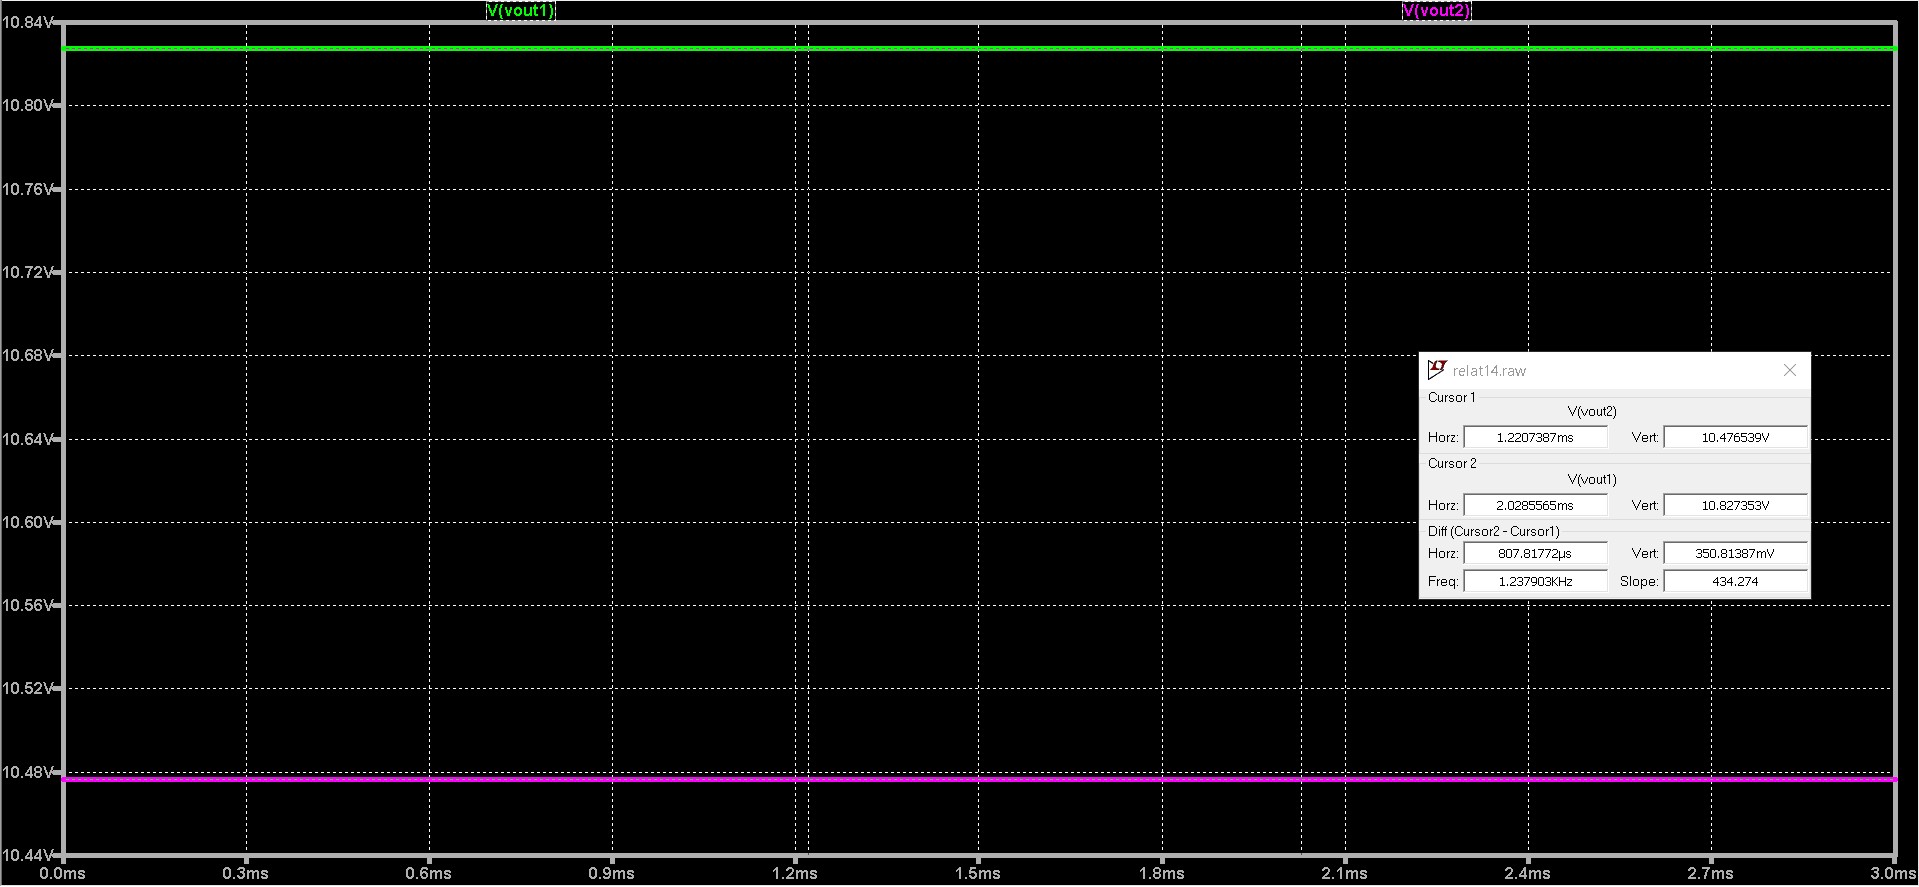 V(vout1) V(vout2)
10.84V
10.80V
10.76V
10.72V
10.68V
10.64V
10.60V
10.56V
10.52V
10.48V
10.44V
0.0ms 0.3ms 0.6ms 0.9ms 1.2ms 1.5ms 1.8ms 2.1ms 2.4ms 2.7ms 3.0ms
relat14.raw
Cursor 1
V(vout2)
Horz: 1.2207387ms Vert: 10.476539V
Cursor 2
V(vout1)
Horz: 2.0285565ms Vert: 10.827353V
Diff (Cursor2 - Cursor1)
Horz: 807.81772µs Vert: 350.81387mV
Freq: 1.237903KHz Slope: 434.274